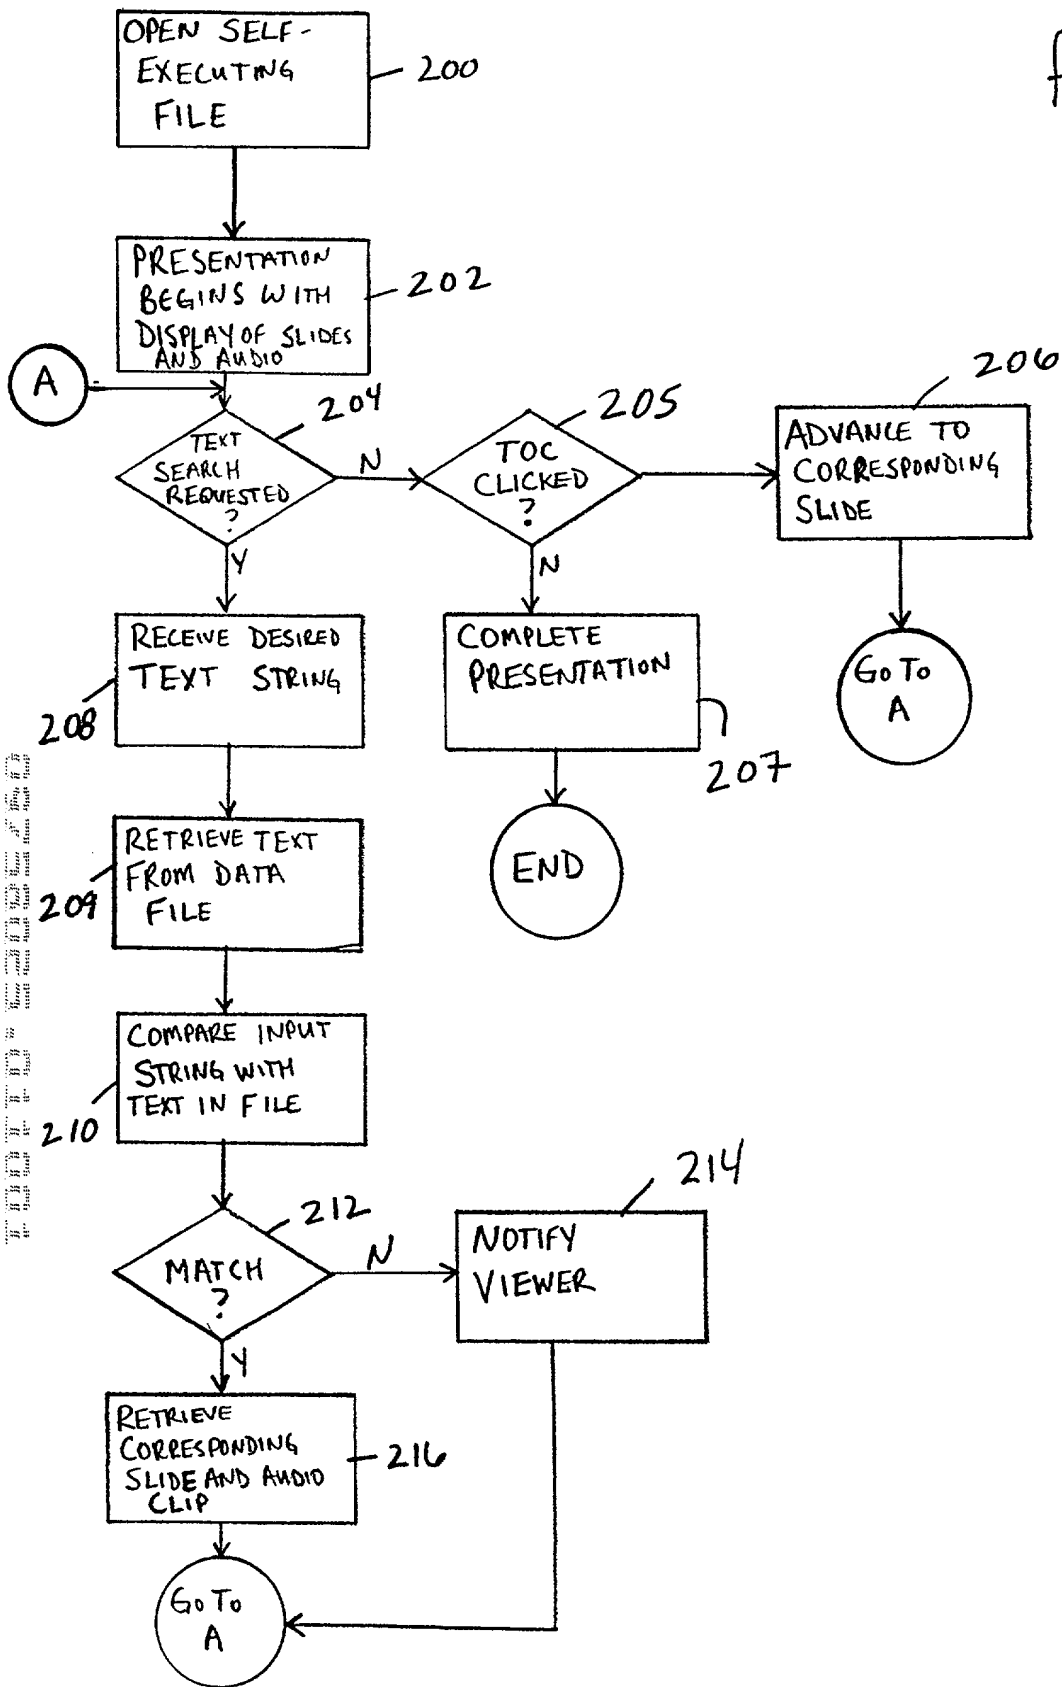 OPEN SELF-
EXECUTING
FILE
200
PRESENTATION
BEGINS WITH
DISPLAY OF SLIDES
AND AUDIO
202
A
TEXT
SEARCH
REQUESTED
?
204
N
Y
TOC
CLICKED
?
205
N
ADVANCE TO
CORRESPONDING
SLIDE
206
GO TO
A
COMPLETE
PRESENTATION
207
END
RECEIVE DESIRED
TEXT STRING
208
RETRIEVE TEXT
FROM DATA
FILE
209
COMPARE INPUT
STRING WITH
TEXT IN FILE
210
MATCH
?
212
N
Y
NOTIFY
VIEWER
214
RETRIEVE
CORRESPONDING
SLIDE AND AUDIO
CLIP
216
GO TO
A